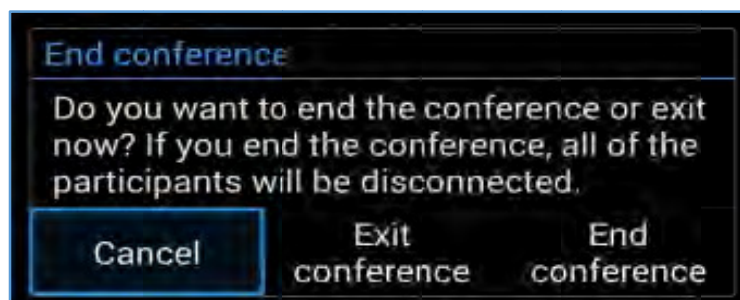 End conference
Do you want to end the conference or exit
now? If you end the conference, all of the
participants will be disconnected.
Cancel
Exit
conference
End
conference